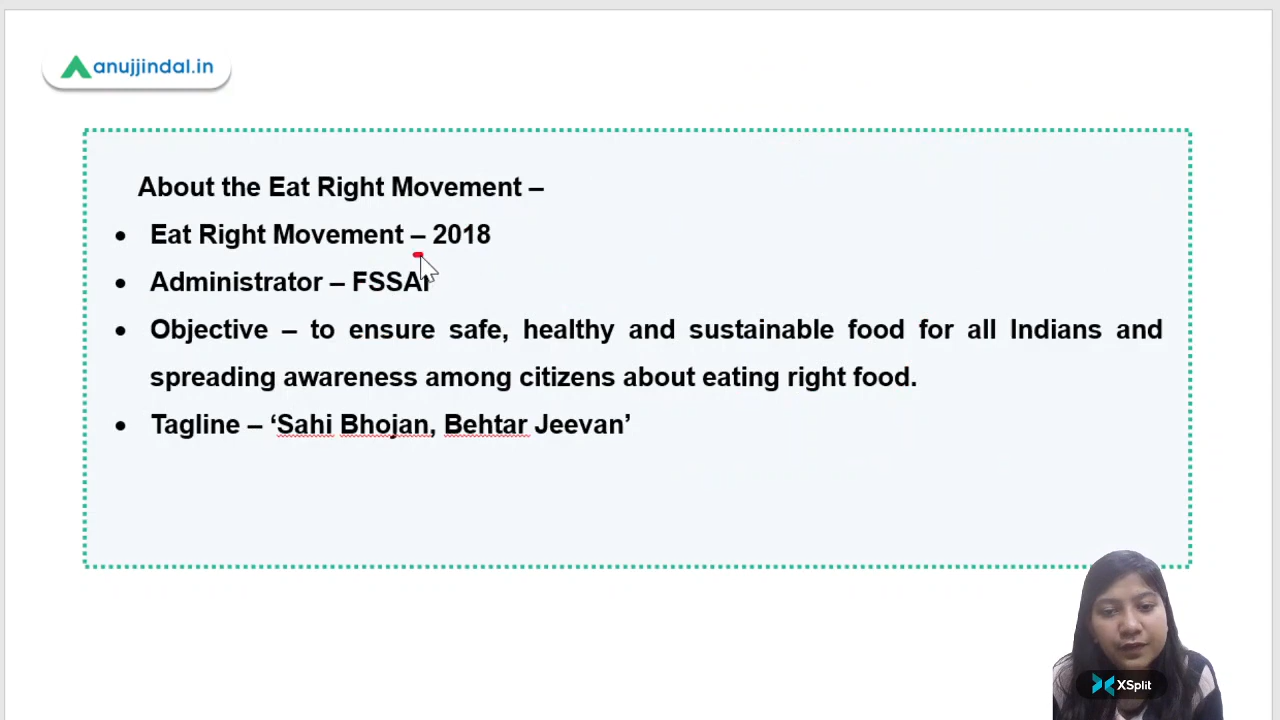 anujjindal.in
About the Eat Right Movement –
• Eat Right Movement – 2018
• Administrator – FSSAI
• Objective – to ensure safe, healthy and sustainable food for all Indians and
spreading awareness among citizens about eating right food.
• Tagline – ‘Sahi Bhojan, Behtar Jeevan’
XSplit